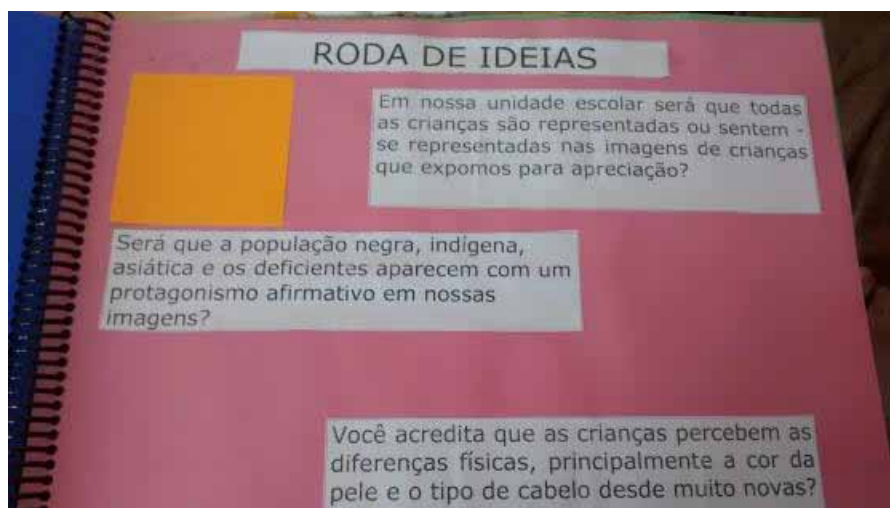 RODA DE IDEIAS
Em nossa unidade escolar será que todas
as crianças são representadas ou sentem -
se representadas nas imagens de crianças
que expomos para apreciação?
Será que a população negra, indígena,
asiática e os deficientes aparecem com um
protagonismo afirmativo em nossas
imagens?
Você acredita que as crianças percebem as
diferenças físicas, principalmente a cor da
pele e o tipo de cabelo desde muito novas?